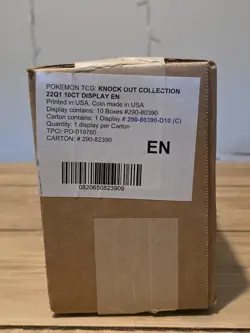 POKEMON TCG: KNOCK OUT COLLECTION
22Q1 10CT DISPLAY EN
Printed in USA, Coin made in USA
Display contains: 10 Boxes #290-80390
Carton contains: 1 Display # 290-80390-D10 (C)
Quantity: 1 display per Carton
TPCI: PO-019760
CARTON: # 290-82390
EN
0820650823909